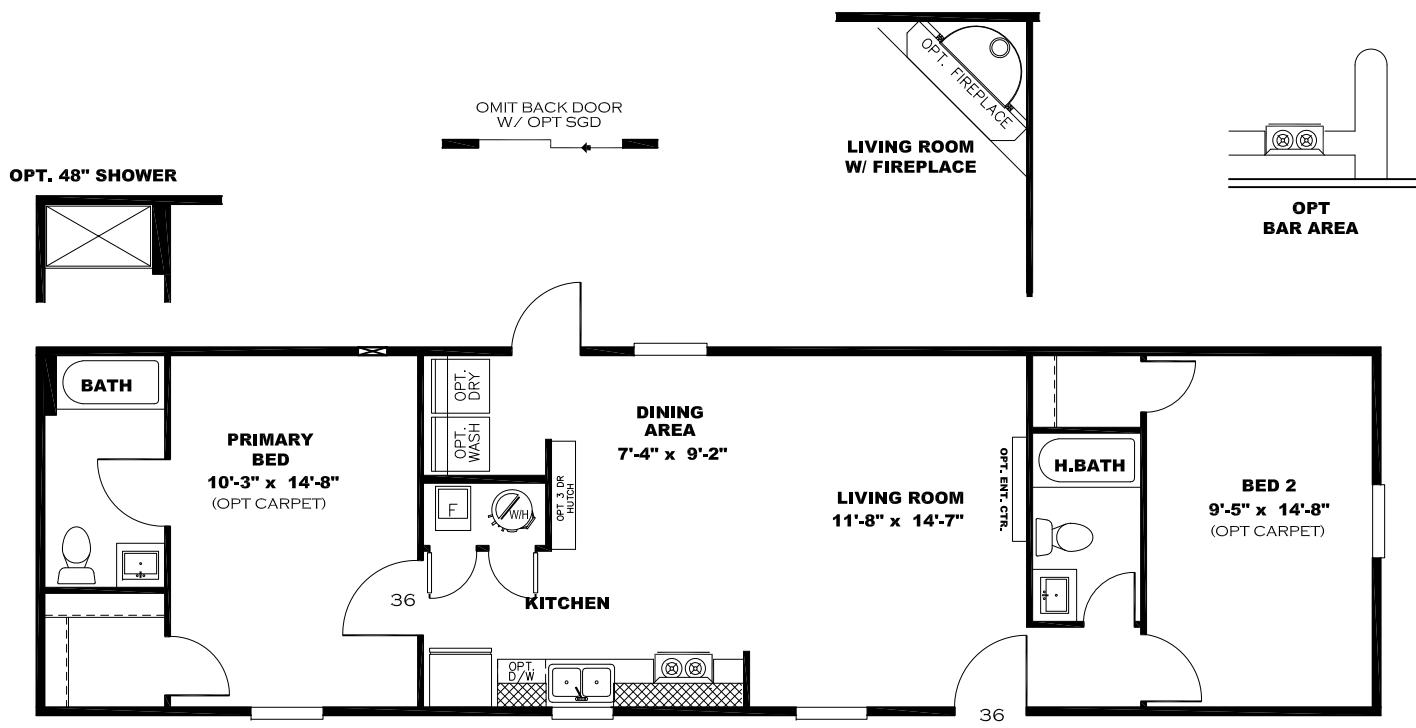 OMIT BACK DOOR
W/ OPT SGD
OPT. FIREPLACE
LIVING ROOM
W/ FIREPLACE
OPT
BAR AREA
OPT. 48" SHOWER
BATH
PRIMARY
BED
10'-3" x 14'-8"
(OPT CARPET)
OPT.
DRY
OPT.
WASH
F
W/H
OPT 3 DR
HUTCH
DINING
AREA
7'-4" x 9'-2"
LIVING ROOM
11'-8" x 14'-7"
OPT. ENT. CTR.
H.BATH
BED 2
9'-5" x 14'-8"
(OPT CARPET)
36
KITCHEN
OPT.
D/W
36